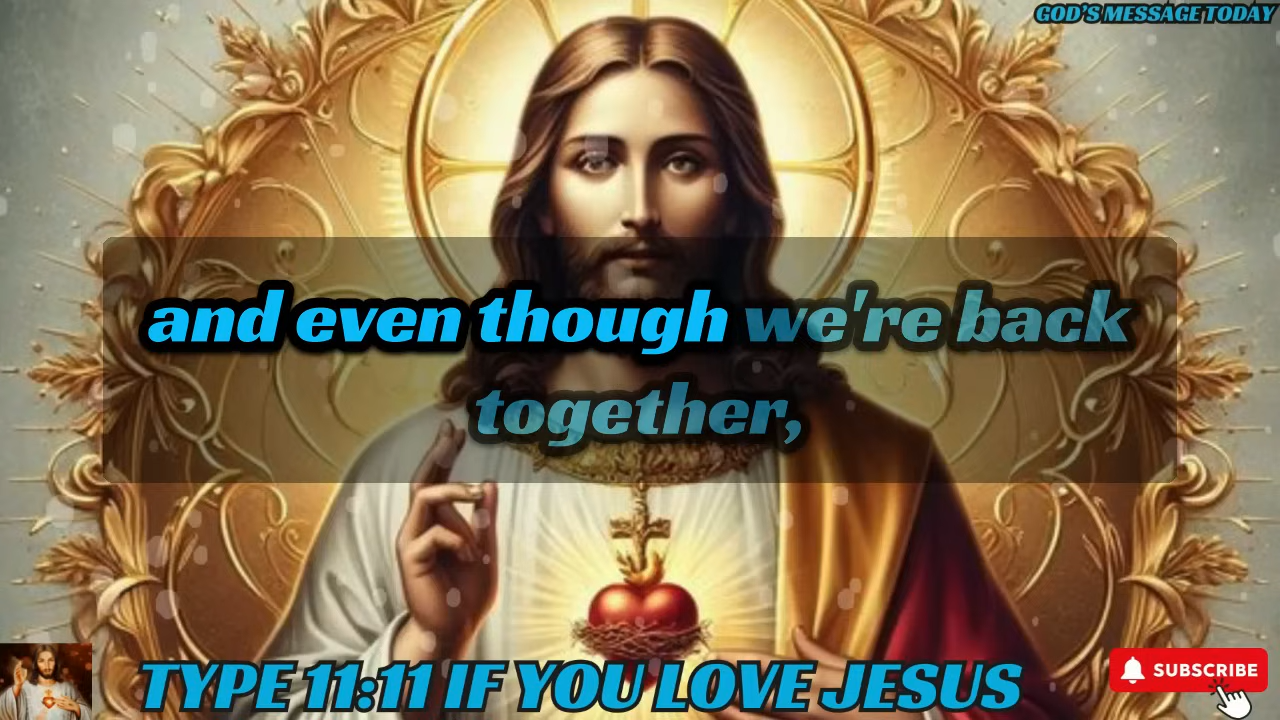 GOD'S MESSAGE TODAY
and even though we're back
together,
TYPE 11:11 IF YOU LOVE JESUS
SUBSCRIBE